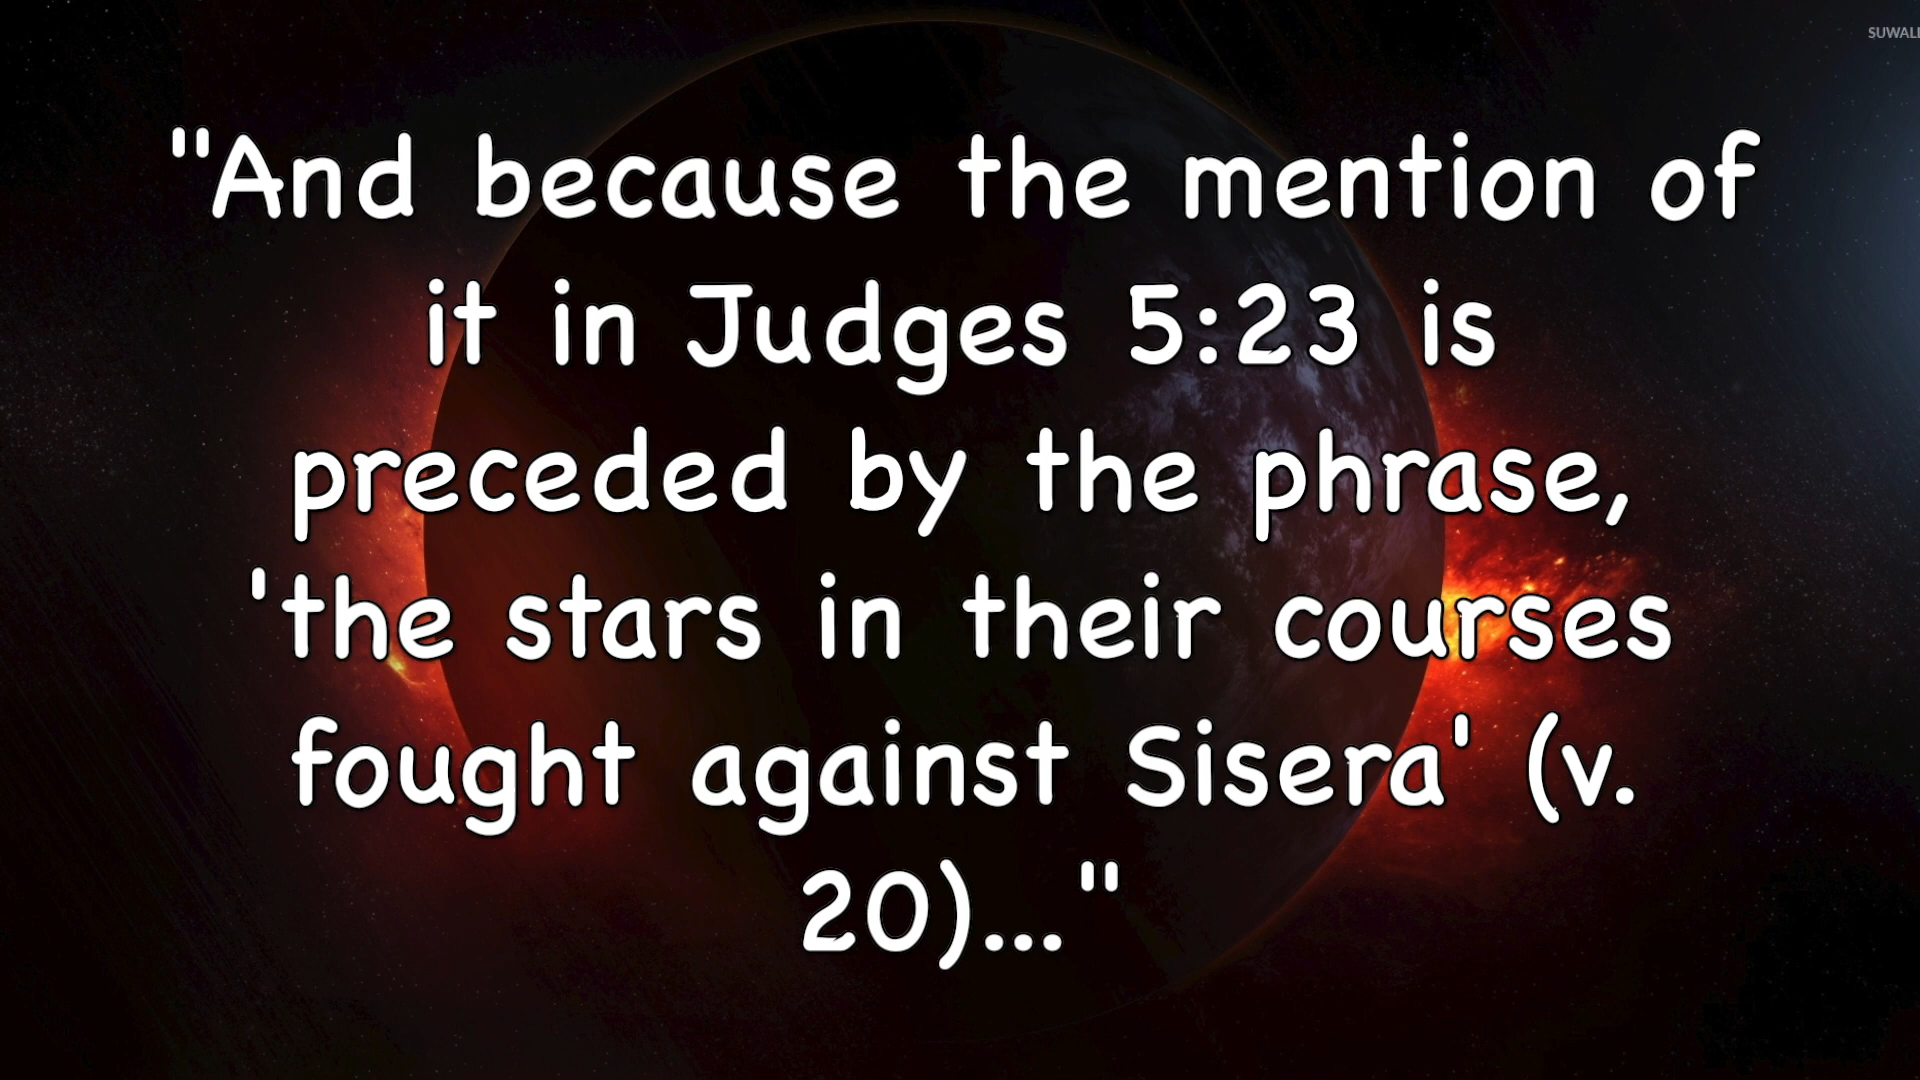 SUWALL
"And because the mention of
it in Judges 5:23 is
preceded by the phrase,
'the stars in their courses
fought against Sisera' (v.
20)..."